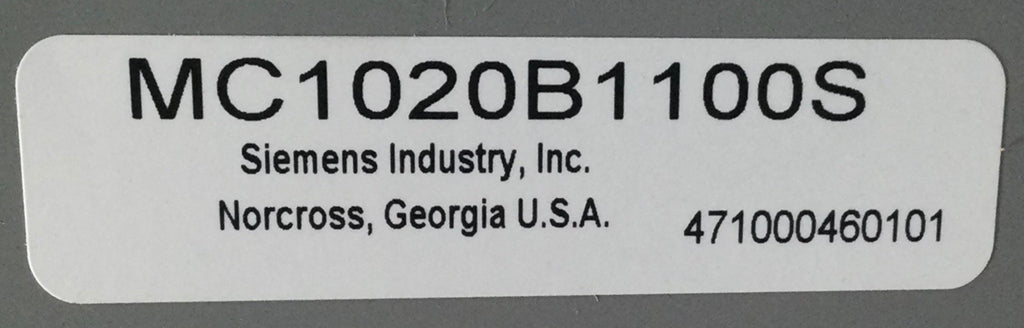 MC1020B1100S
Siemens Industry, Inc.
Norcross, Georgia U.S.A.
471000460101